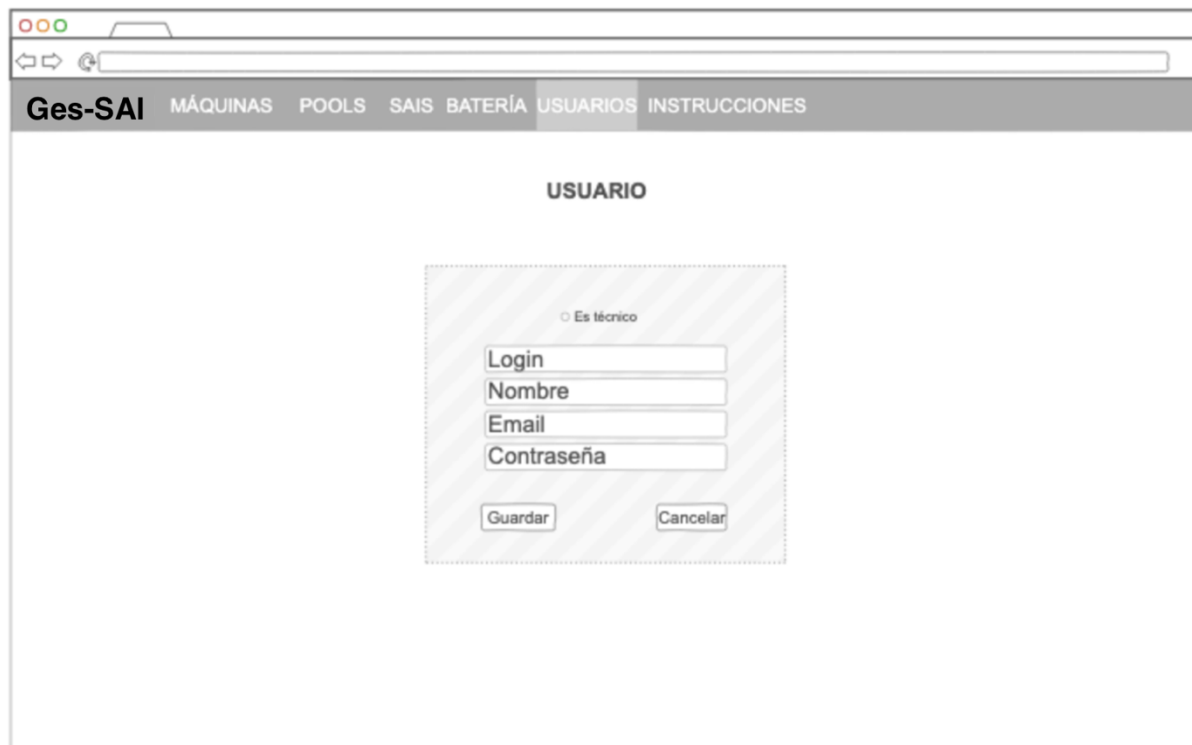 Ges-SAI MÁQUINAS POOLS SAIS BATERÍA USUARIOS INSTRUCCIONES
USUARIO
Es técnico
Login
Nombre
Email
Contraseña
Guardar Cancelar